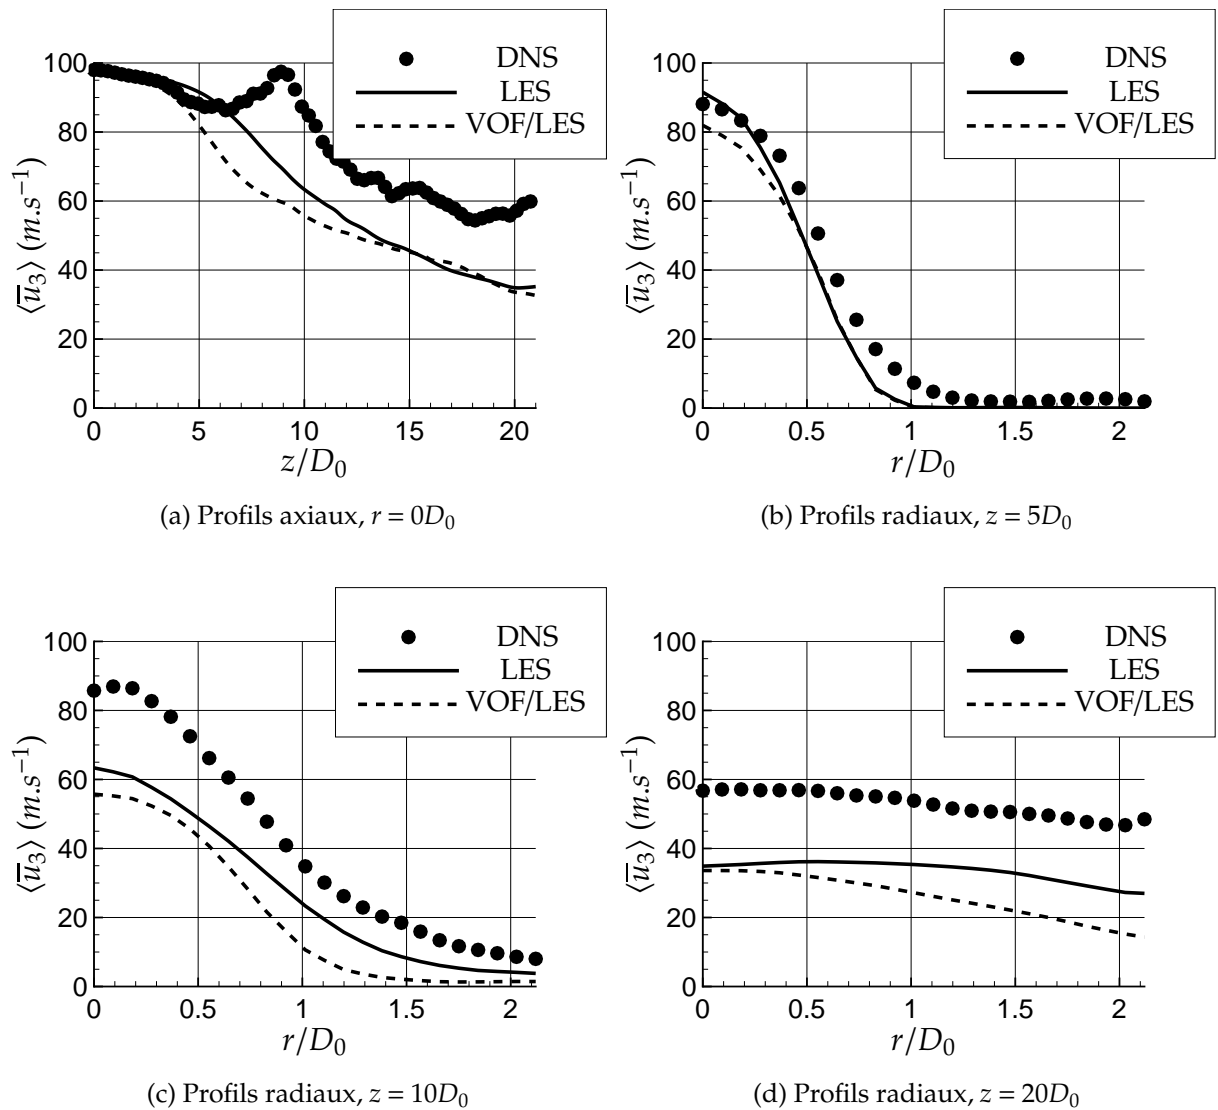 DNS
LES
VOF/LES
100
80
60
40
20
0
⟨u̅₃⟩ (m.s⁻¹)
0 5 10 15 20
z/D₀
(a) Profils axiaux, r = 0D₀
DNS
LES
VOF/LES
100
80
60
40
20
0
⟨u̅₃⟩ (m.s⁻¹)
0 0.5 1 1.5 2
r/D₀
(b) Profils radiaux, z = 5D₀
DNS
LES
VOF/LES
100
80
60
40
20
0
⟨u̅₃⟩ (m.s⁻¹)
0 0.5 1 1.5 2
r/D₀
(c) Profils radiaux, z = 10D₀
DNS
LES
VOF/LES
100
80
60
40
20
0
⟨u̅₃⟩ (m.s⁻¹)
0 0.5 1 1.5 2
r/D₀
(d) Profils radiaux, z = 20D₀